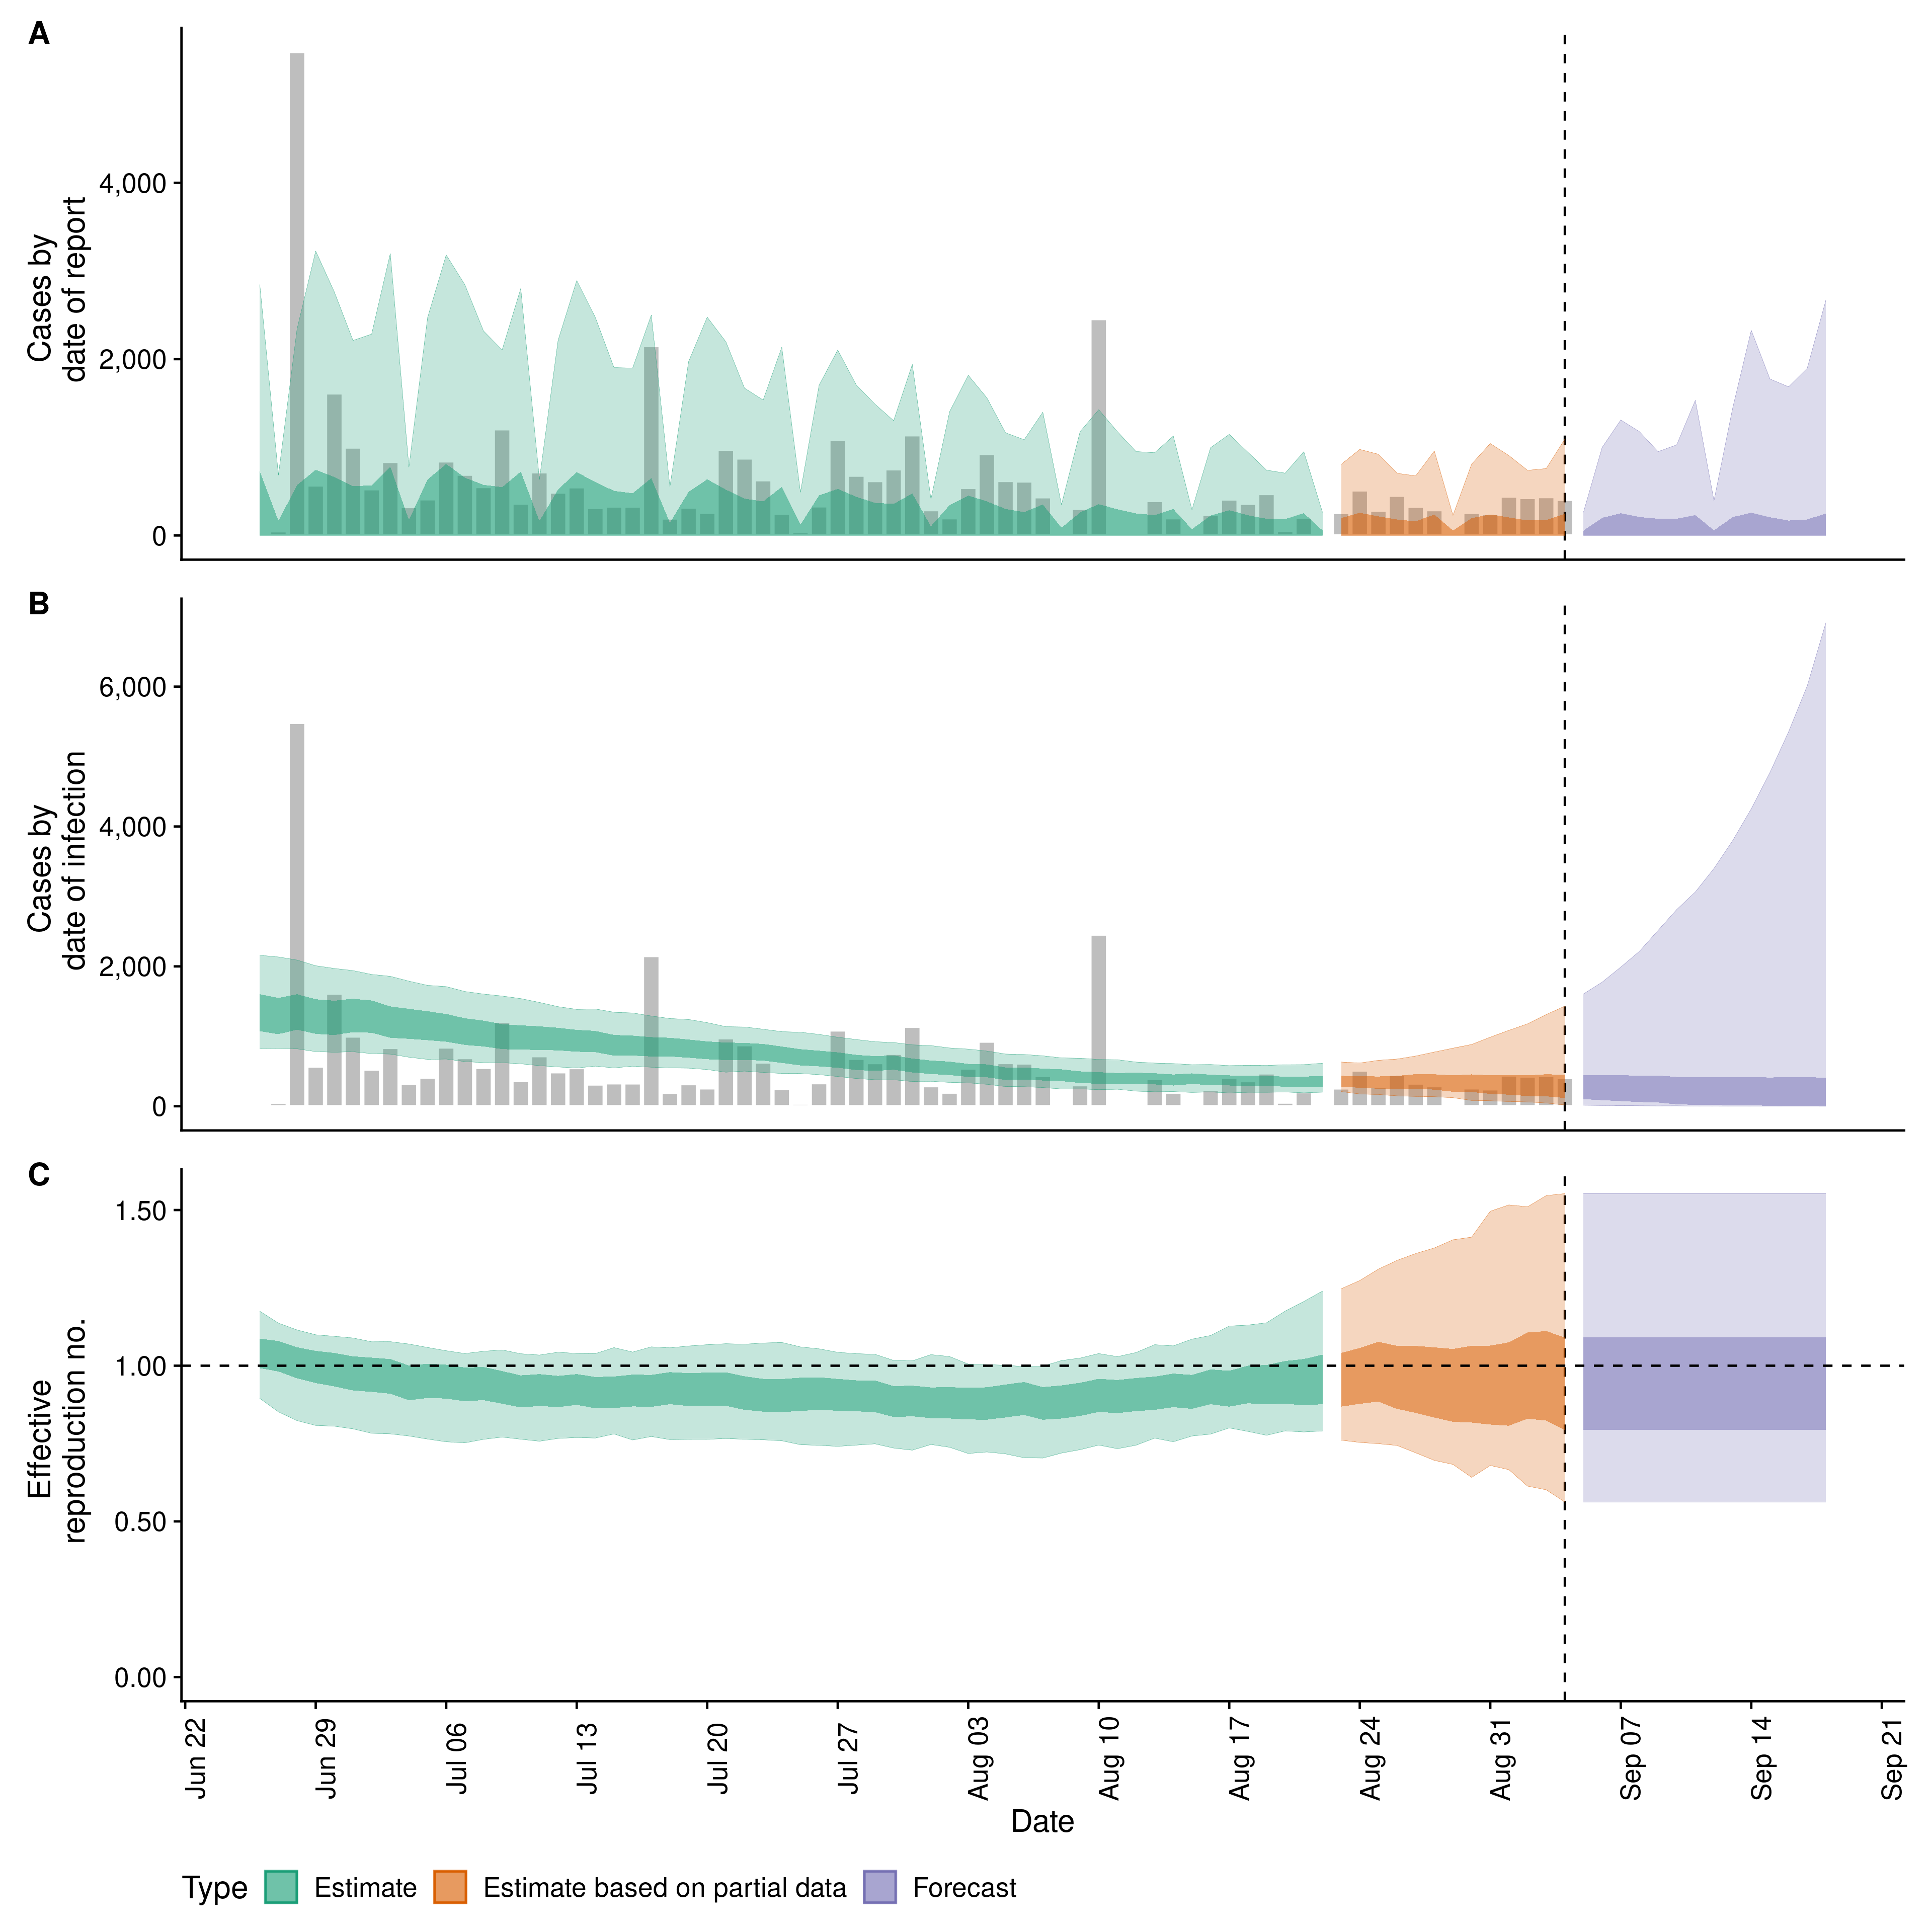 A
Cases by
date of report
4,000
2,000
0
B
Cases by
date of infection
6,000
4,000
2,000
0
C
Effective
reproduction no.
1.50
1.00
0.50
0.00
Jun 22
Jun 29
Jul 06
Jul 13
Jul 20
Jul 27
Aug 03
Aug 10
Aug 17
Aug 24
Aug 31
Sep 07
Sep 14
Sep 21
Date
Type Estimate Estimate based on partial data Forecast